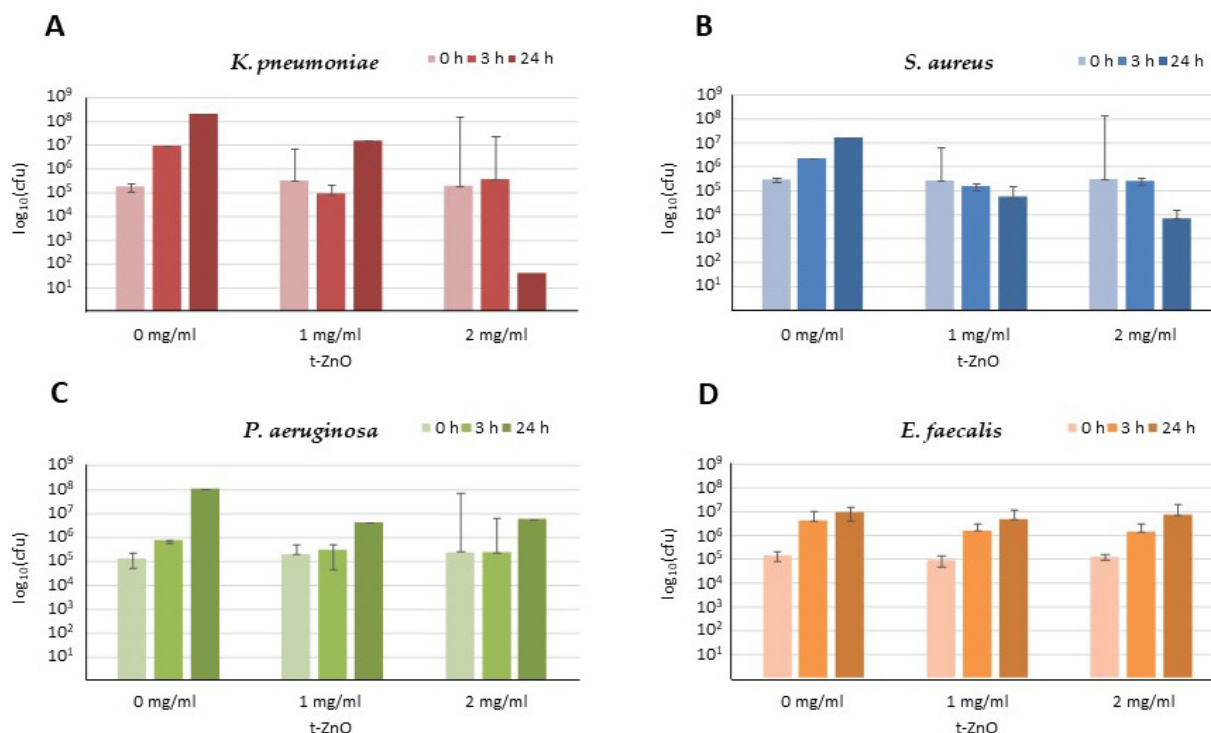 A
K. pneumoniae
0 h 3 h 24 h
10⁹
10⁸
10⁷
10⁶
10⁵
10⁴
10³
10²
10¹
log₁₀(cfu)
0 mg/ml 1 mg/ml 2 mg/ml
t-ZnO
B
S. aureus
0 h 3 h 24 h
10⁹
10⁸
10⁷
10⁶
10⁵
10⁴
10³
10²
10¹
log₁₀(cfu)
0 mg/ml 1 mg/ml 2 mg/ml
t-ZnO
C
P. aeruginosa
0 h 3 h 24 h
10⁹
10⁸
10⁷
10⁶
10⁵
10⁴
10³
10²
10¹
log₁₀(cfu)
0 mg/ml 1 mg/ml 2 mg/ml
t-ZnO
D
E. faecalis
0 h 3 h 24 h
10⁹
10⁸
10⁷
10⁶
10⁵
10⁴
10³
10²
10¹
log₁₀(cfu)
0 mg/ml 1 mg/ml 2 mg/ml
t-ZnO